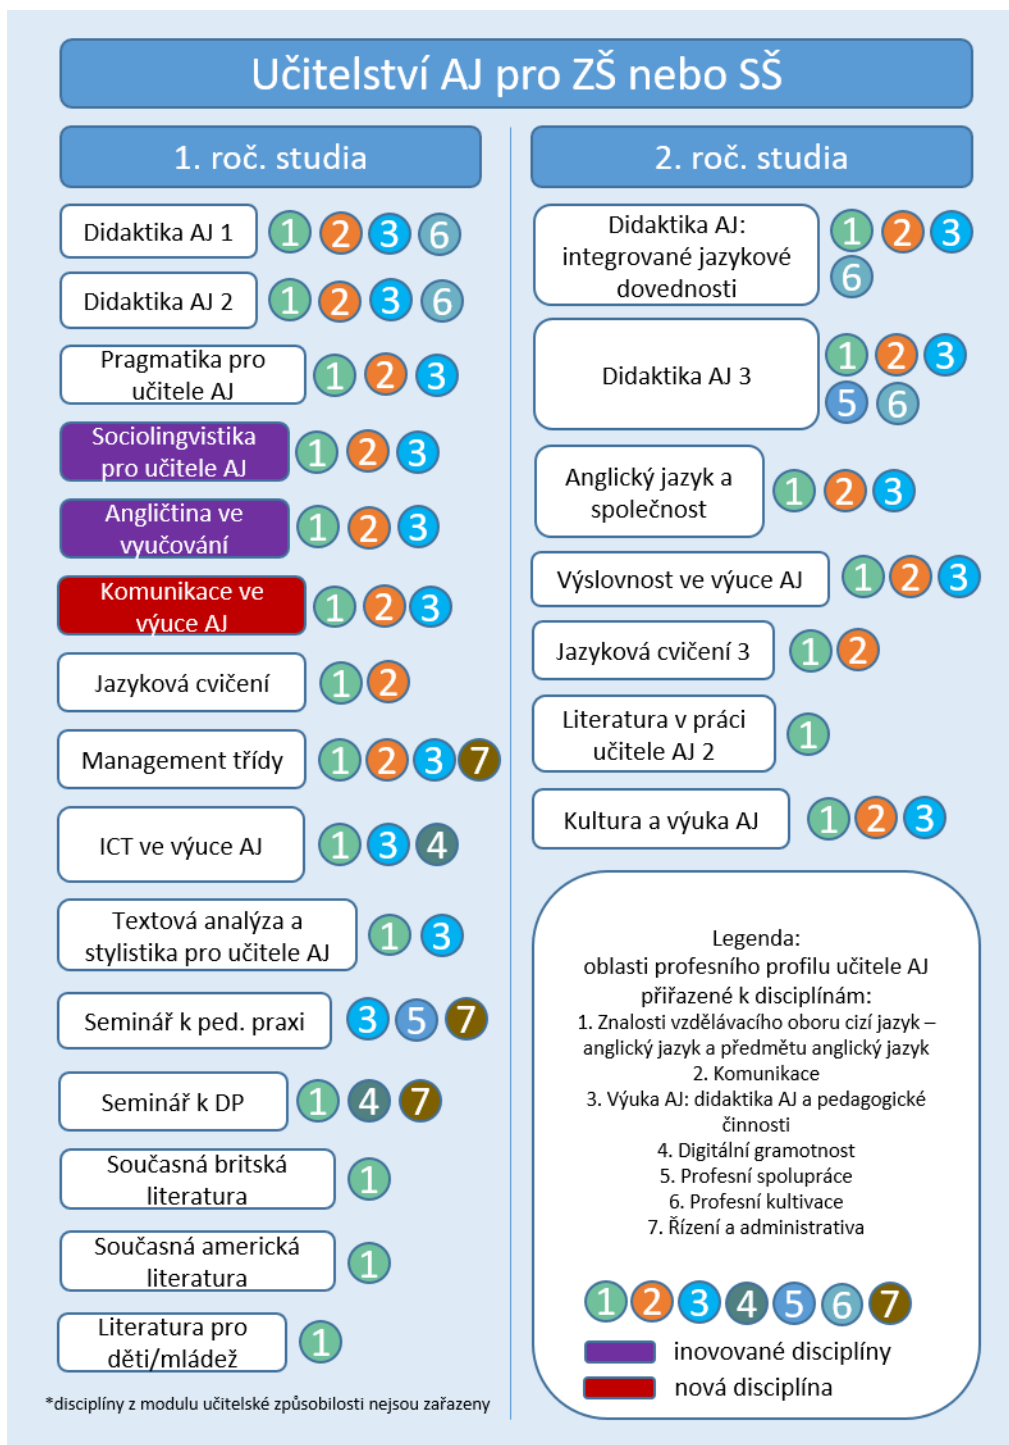 Učitelství AJ pro ZŠ nebo SŠ
1. roč. studia
Didaktika AJ 1 1 2 3 6
Didaktika AJ 2 1 2 3 6
Pragmatika pro
učitele AJ 1 2 3
Sociolingvistika
pro učitele AJ 1 2 3
Angličtina ve
vyučování 1 2 3
Komunikace ve
výuce AJ 1 2 3
Jazyková cvičení 1 2
Management třídy 1 2 3 7
ICT ve výuce AJ 1 3 4
Textová analýza a
stylistika pro učitele AJ 1 3
Seminář k ped. praxi 3 5 7
Seminář k DP 1 4 7
Současná britská
literatura 1
Současná americká
literatura 1
Literatura pro
děti/mládež 1
*disciplíny z modulu učitelské způsobilosti nejsou zařazeny
2. roč. studia
Didaktika AJ:
integrované jazykové
dovednosti
1 2 3
6
Didaktika AJ 3
1 2 3
5 6
Anglický jazyk a
společnost 1 2 3
Výslovnost ve výuce AJ 1 2 3
Jazyková cvičení 3 1 2
Literatura v práci
učitele AJ 2 1
Kultura a výuka AJ 1 2 3
Legenda:
oblasti profesního profilu učitele AJ
přiřazené k disciplínám:
1. Znalosti vzdělávacího oboru cizí jazyk –
anglický jazyk a předmětu anglický jazyk
2. Komunikace
3. Výuka AJ: didaktika AJ a pedagogické
činnosti
4. Digitální gramotnost
5. Profesní spolupráce
6. Profesní kultivace
7. Řízení a administrativa
1 2 3 4 5 6 7
inovované disciplíny
nová disciplína